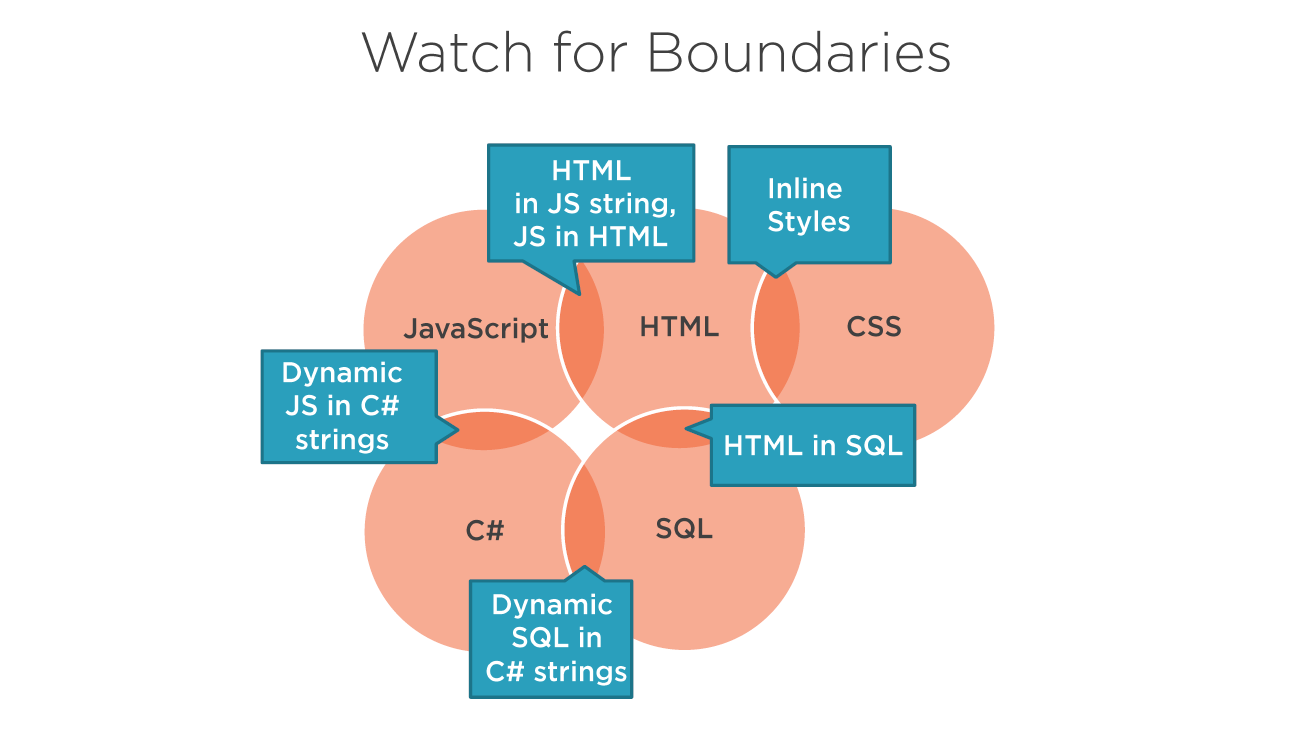 Watch for Boundaries
HTML
in JS string,
JS in HTML
Inline
Styles
JavaScript
HTML
CSS
Dynamic
JS in C#
strings
HTML in SQL
C#
SQL
Dynamic
SQL in
C# strings